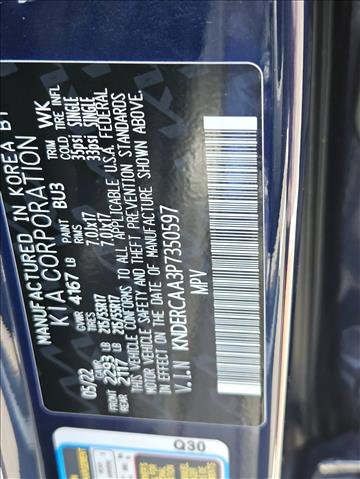 MANUFACTURED IN KOREA BY
KIA CORPORATION
GVWR 4167 LB PAINT BU3 TRIM WK
05/22 GAWR TIRES RIMS COLD TIRE INFL
FRT 2293 LB 215/55R17 7.0Jx17 35psi SINGLE
REAR 2117 LB 215/55R17 7.0Jx17 33psi SINGLE
THIS VEHICLE CONFORMS TO ALL APPLICABLE U.S.A. FEDERAL
MOTOR VEHICLE SAFETY, BUMPER, AND THEFT PREVENTION STANDARDS
IN EFFECT ON THE DATE OF MANUFACTURE SHOWN ABOVE.
V.I.N KNDERCAA3P7350597
MPV
Q30